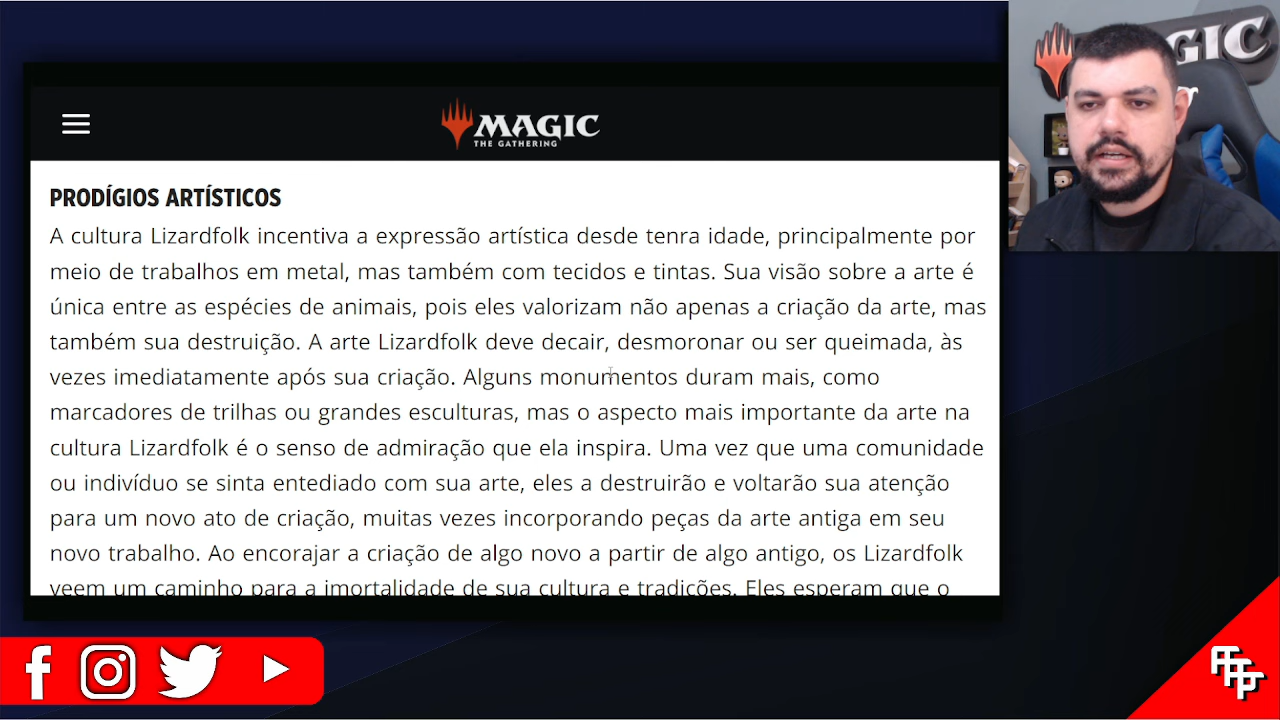 MAGIC
THE GATHERING
PRODÍGIOS ARTÍSTICOS
A cultura Lizardfolk incentiva a expressão artística desde tenra idade, principalmente por
meio de trabalhos em metal, mas também com tecidos e tintas. Sua visão sobre a arte é
única entre as espécies de animais, pois eles valorizam não apenas a criação da arte, mas
também sua destruição. A arte Lizardfolk deve decair, desmoronar ou ser queimada, às
vezes imediatamente após sua criação. Alguns monumentos duram mais, como
marcadores de trilhas ou grandes esculturas, mas o aspecto mais importante da arte na
cultura Lizardfolk é o senso de admiração que ela inspira. Uma vez que uma comunidade
ou indivíduo se sinta entediado com sua arte, eles a destruirão e voltarão sua atenção
para um novo ato de criação, muitas vezes incorporando peças da arte antiga em seu
novo trabalho. Ao encorajar a criação de algo novo a partir de algo antigo, os Lizardfolk
veem um caminho para a imortalidade de sua cultura e tradições. Eles esperam que o